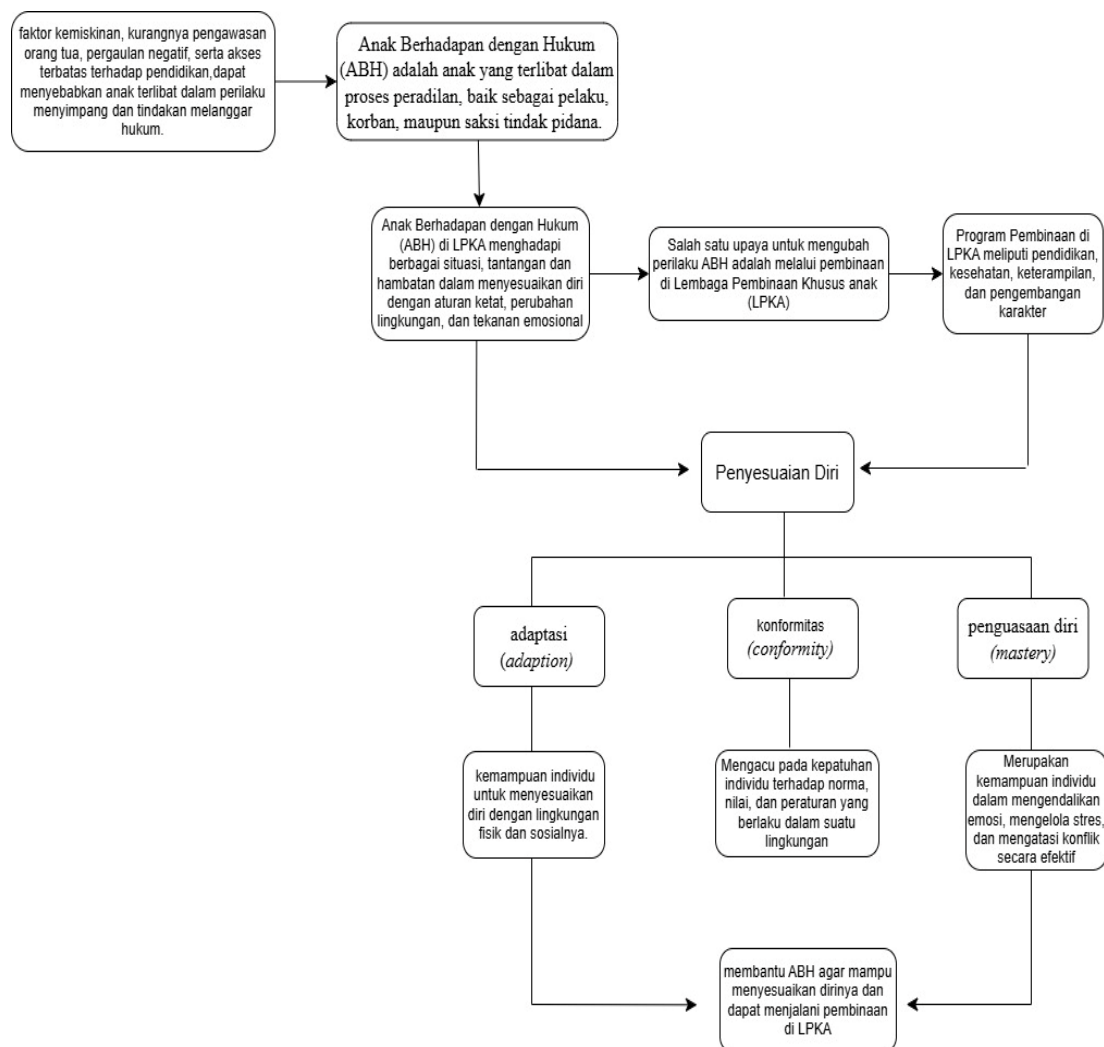 faktor kemiskinan, kurangnya pengawasan
orang tua, pergaulan negatif, serta akses
terbatas terhadap pendidikan,dapat
menyebabkan anak terlibat dalam perilaku
menyimpang dan tindakan melanggar
hukum.
Anak Berhadapan dengan Hukum
(ABH) adalah anak yang terlibat dalam
proses peradilan, baik sebagai pelaku,
korban, maupun saksi tindak pidana.
Anak Berhadapan dengan Hukum
(ABH) di LPKA menghadapi
berbagai situasi, tantangan dan
hambatan dalam menyesuaikan diri
dengan aturan ketat, perubahan
lingkungan, dan tekanan emosional
Salah satu upaya untuk mengubah
perilaku ABH adalah melalui pembinaan
di Lembaga Pembinaan Khusus anak
(LPKA)
Program Pembinaan di
LPKA meliputi pendidikan,
kesehatan, keterampilan,
dan pengembangan
karakter
Penyesuaian Diri
adaptasi
(adaption)
konformitas
(conformity)
penguasaan diri
(mastery)
kemampuan individu
untuk menyesuaikan
diri dengan lingkungan
fisik dan sosialnya.
Mengacu pada kepatuhan
individu terhadap norma,
nilai, dan peraturan yang
berlaku dalam suatu
lingkungan
Merupakan
kemampuan individu
dalam mengendalikan
emosi, mengelola stres,
dan mengatasi konflik
secara efektif
membantu ABH agar mampu
menyesuaikan dirinya dan
dapat menjalani pembinaan
di LPKA